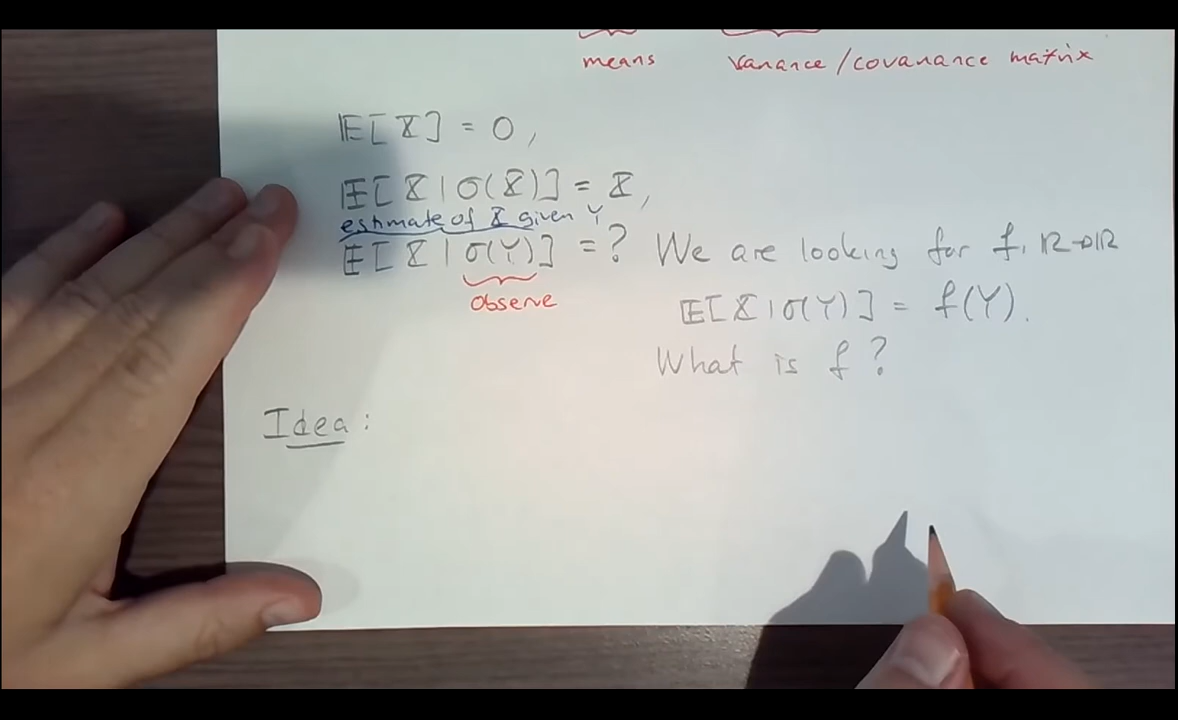 means variance/covariance matrix
𝔼[X] = 0,
𝔼[X | σ(X)] = X,
estimate of X given Y
𝔼[X | σ(Y)] = ? We are looking for f: ℝ→ℝ
observe
𝔼[X | σ(Y)] = f(Y).
What is f?
Idea: